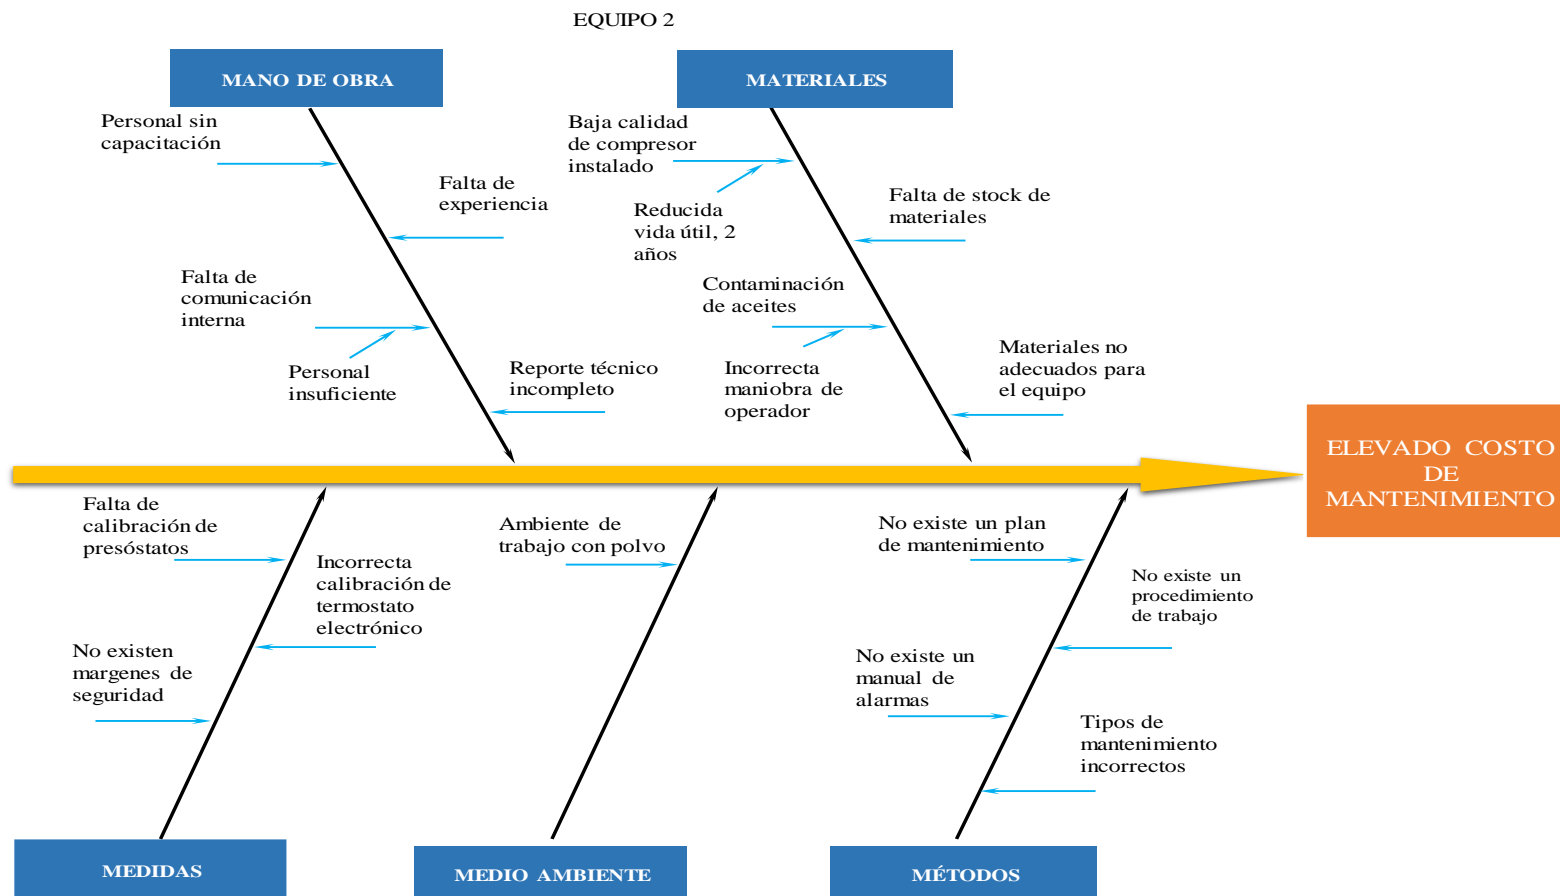 EQUIPO 2
MANO DE OBRA
MATERIALES
Personal sin
capacitación
Falta de
experiencia
Falta de
comunicación
interna
Personal
insuficiente
Reporte técnico
incompleto
Baja calidad
de compresor
instalado
Reducida
vida útil, 2
años
Falta de stock de
materiales
Contaminación
de aceites
Incorrecta
maniobra de
operador
Materiales no
adecuados para
el equipo
ELEVADO COSTO
DE
MANTENIMIENTO
Falta de
calibración de
presóstatos
Incorrecta
calibración de
termostato
electrónico
No existen
margenes de
seguridad
Ambiente de
trabajo con polvo
No existe un plan
de mantenimiento
No existe un
procedimiento
de trabajo
No existe un
manual de
alarmas
Tipos de
mantenimiento
incorrectos
MEDIDAS
MEDIO AMBIENTE
MÉTODOS